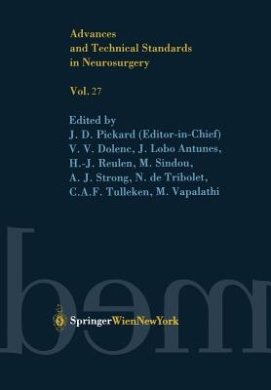 Advances
and Technical Standards
in Neurosurgery
Vol. 27
Edited by
J. D. Pickard (Editor-in-Chief)
V. V. Dolenc, J. Lobo Antunes,
H.-J. Reulen, M. Sindou,
A. J. Strong, N. de Tribolet,
C.A.F. Tulleken, M. Vapalathi
SpringerWienNewYork